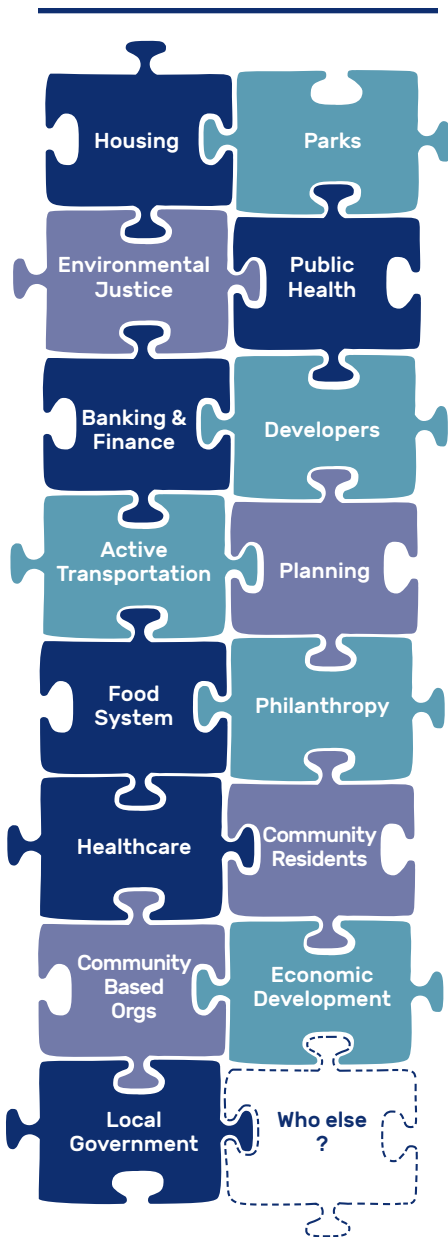 Housing
Parks
Environmental
Justice
Public
Health
Banking &
Finance
Developers
Active
Transportation
Planning
Food
System
Philanthropy
Healthcare
Community
Residents
Community
Based
Orgs
Economic
Development
Local
Government
Who else
?